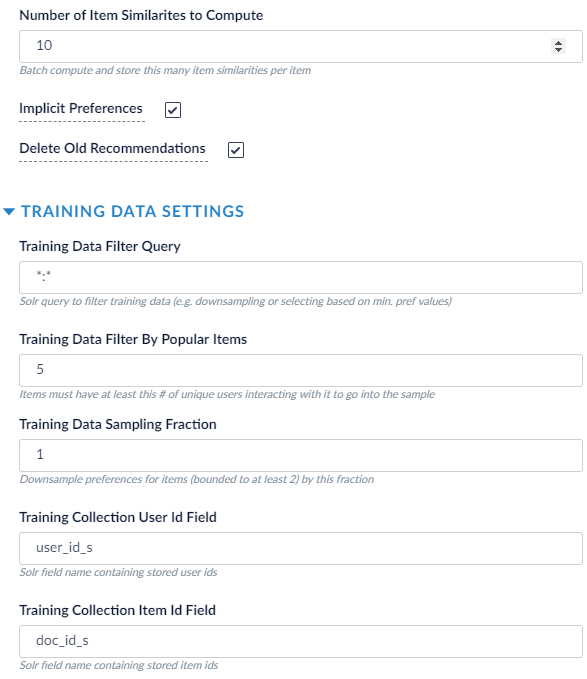 Number of Item Similarites to Compute
10
Batch compute and store this many item similarities per item
Implicit Preferences
Delete Old Recommendations
TRAINING DATA SETTINGS
Training Data Filter Query
*:*
Solr query to filter training data (e.g. downsampling or selecting based on min. pref values)
Training Data Filter By Popular Items
5
Items must have at least this # of unique users interacting with it to go into the sample
Training Data Sampling Fraction
1
Downsample preferences for items (bounded to at least 2) by this fraction
Training Collection User Id Field
user_id_s
Solr field name containing stored user ids
Training Collection Item Id Field
doc_id_s
Solr field name containing stored item ids